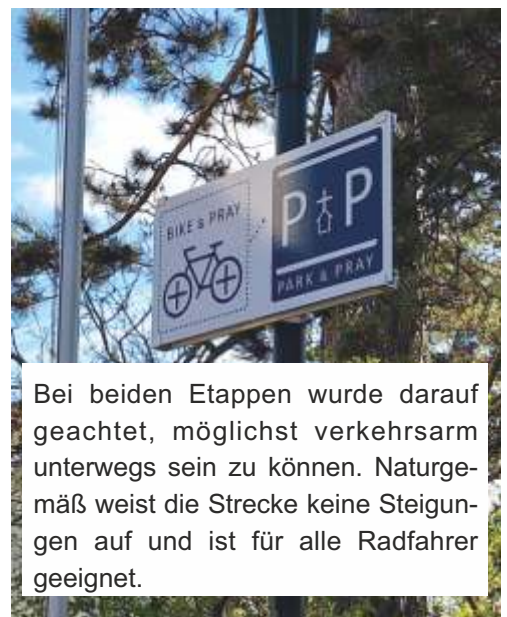 BIKE & PRAY
P P
PARK & PRAY
Bei beiden Etappen wurde darauf
geachtet, möglichst verkehrsarm
unterwegs sein zu können. Naturge-
mäß weist die Strecke keine Steigun-
gen auf und ist für alle Radfahrer
geeignet.